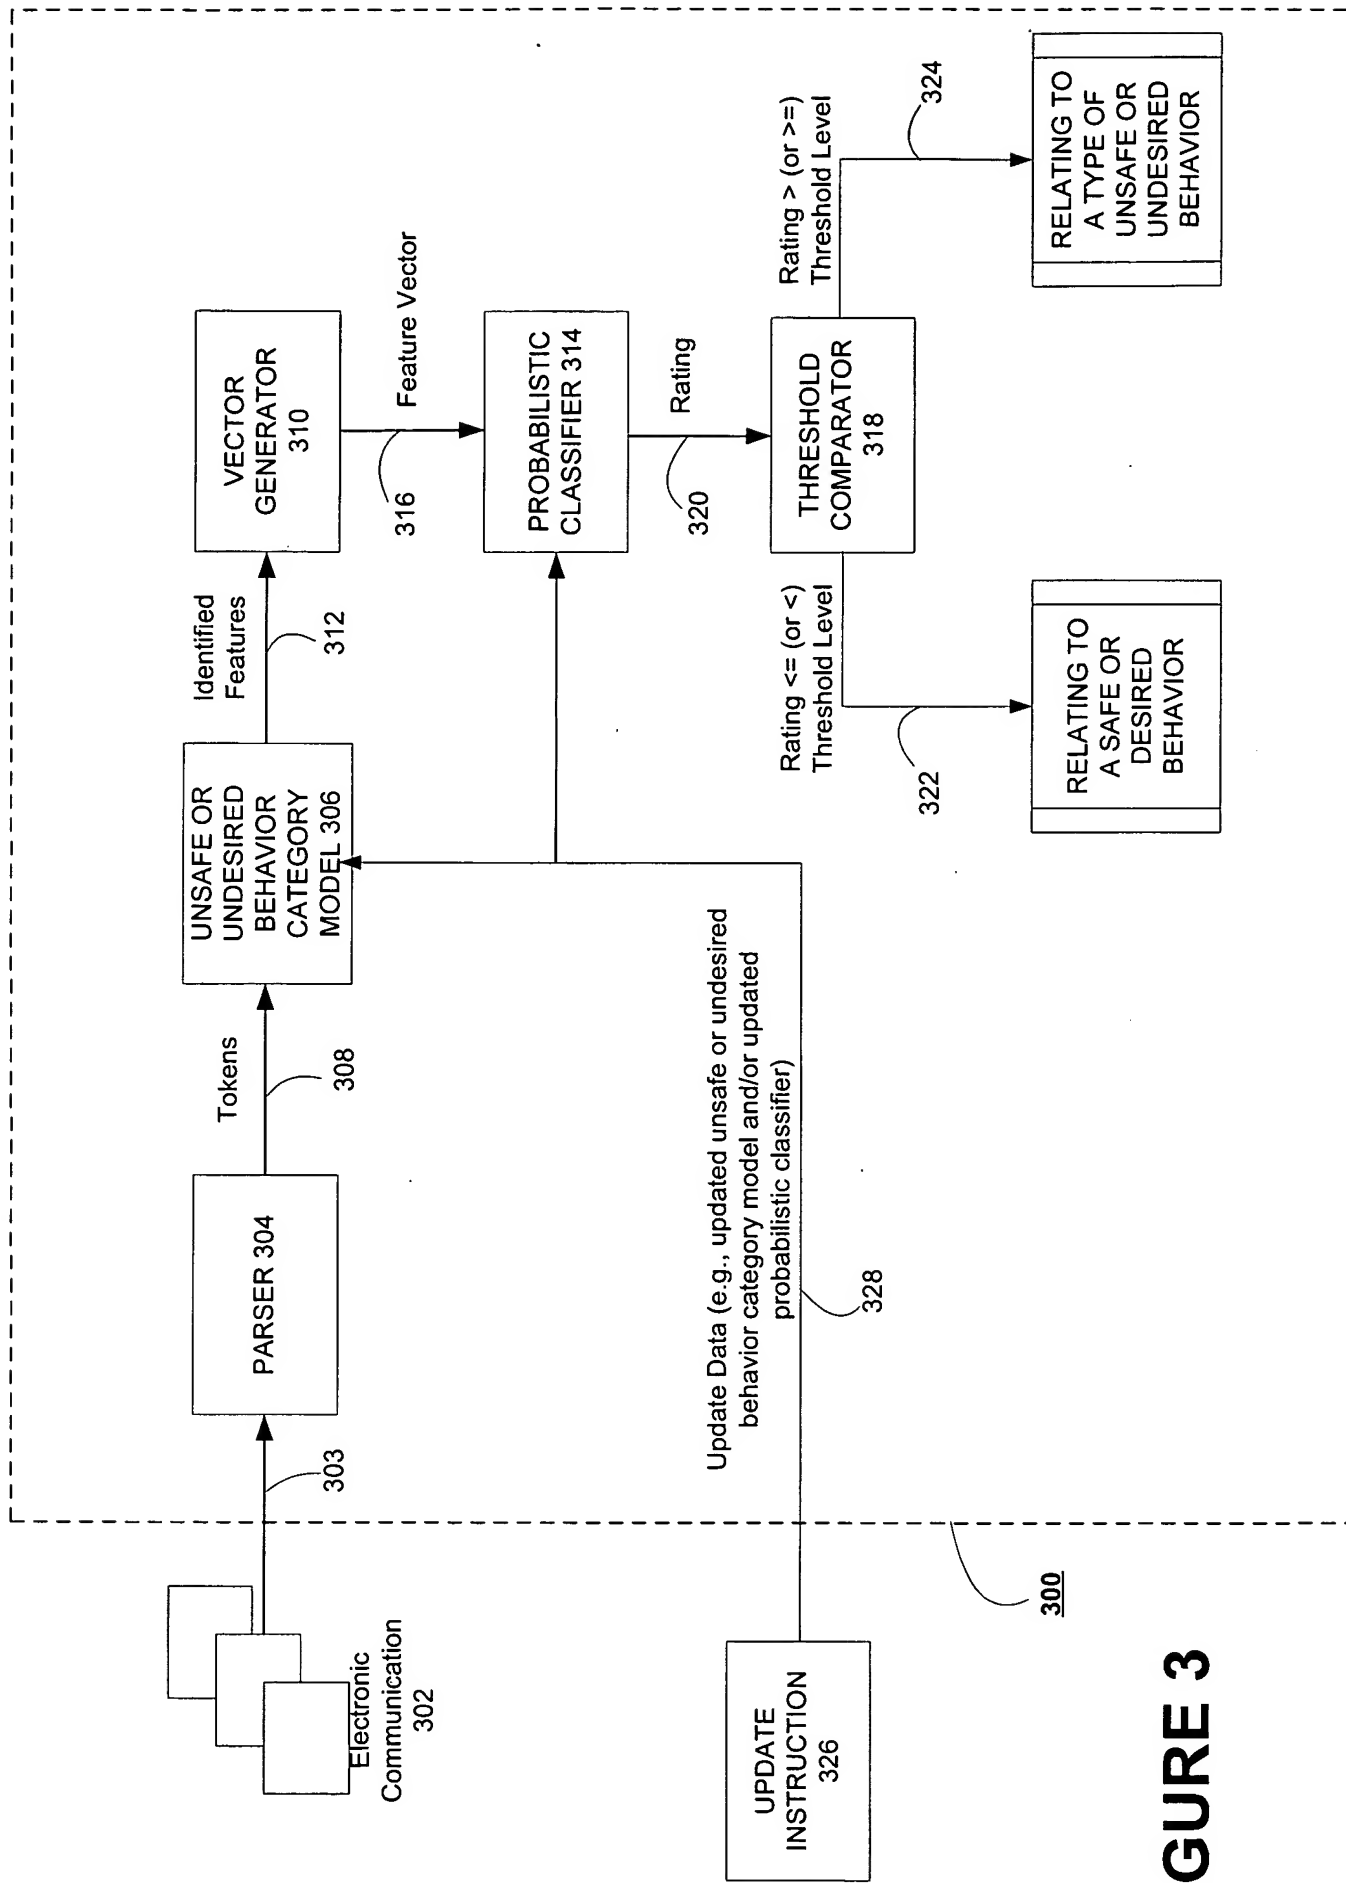 Electronic
Communication
302
303
PARSER 304
Tokens
308
UNSAFE OR
UNDESIRED
BEHAVIOR
CATEGORY
MODEL 306
Identified
Features
312
VECTOR
GENERATOR
310
316
Feature Vector
PROBABILISTIC
CLASSIFIER 314
320
Rating
THRESHOLD
COMPARATOR
318
Rating <= (or <)
Threshold Level
322
Rating > (or >=)
Threshold Level
324
RELATING TO
A SAFE OR
DESIRED
BEHAVIOR
RELATING TO
A TYPE OF
UNSAFE OR
UNDESIRED
BEHAVIOR
UPDATE
INSTRUCTION
326
Update Data (e.g., updated unsafe or undesired
behavior category model and/or updated
probabilistic classifier)
328
300
GURE 3